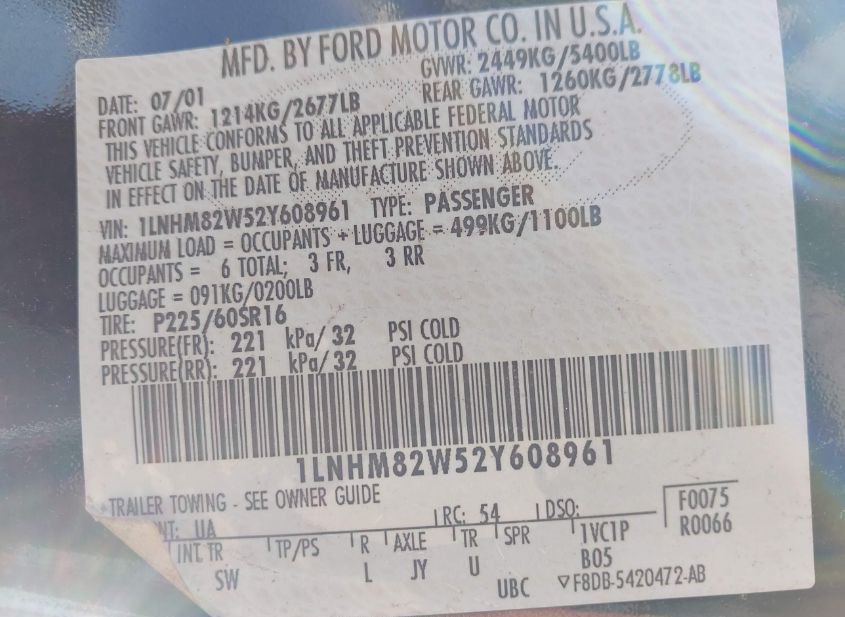 MFD. BY FORD MOTOR CO. IN U.S.A.
DATE: 07/01 GVWR: 2449KG/5400LB
FRONT GAWR: 1214KG/2677LB REAR GAWR: 1260KG/2778LB
THIS VEHICLE CONFORMS TO ALL APPLICABLE FEDERAL MOTOR
VEHICLE SAFETY, BUMPER, AND THEFT PREVENTION STANDARDS
IN EFFECT ON THE DATE OF MANUFACTURE SHOWN ABOVE.
VIN: 1LNHM82W52Y608961 TYPE: PASSENGER
MAXIMUM LOAD = OCCUPANTS + LUGGAGE = 499KG/1100LB
OCCUPANTS = 6 TOTAL; 3 FR, 3 RR
LUGGAGE = 091KG/0200LB
TIRE: P225/60SR16
PRESSURE(FR): 221 kPa/ 32 PSI COLD
PRESSURE(RR): 221 kPa/ 32 PSI COLD
1LNHM82W52Y608961
TRAILER TOWING - SEE OWNER GUIDE
NT: UA RC: 54 DSO: F0075
INT TR TP/PS R AXLE TR SPR 1VC1P R0066
SW L JY U B05
UBC ▽F8DB-5420472-AB